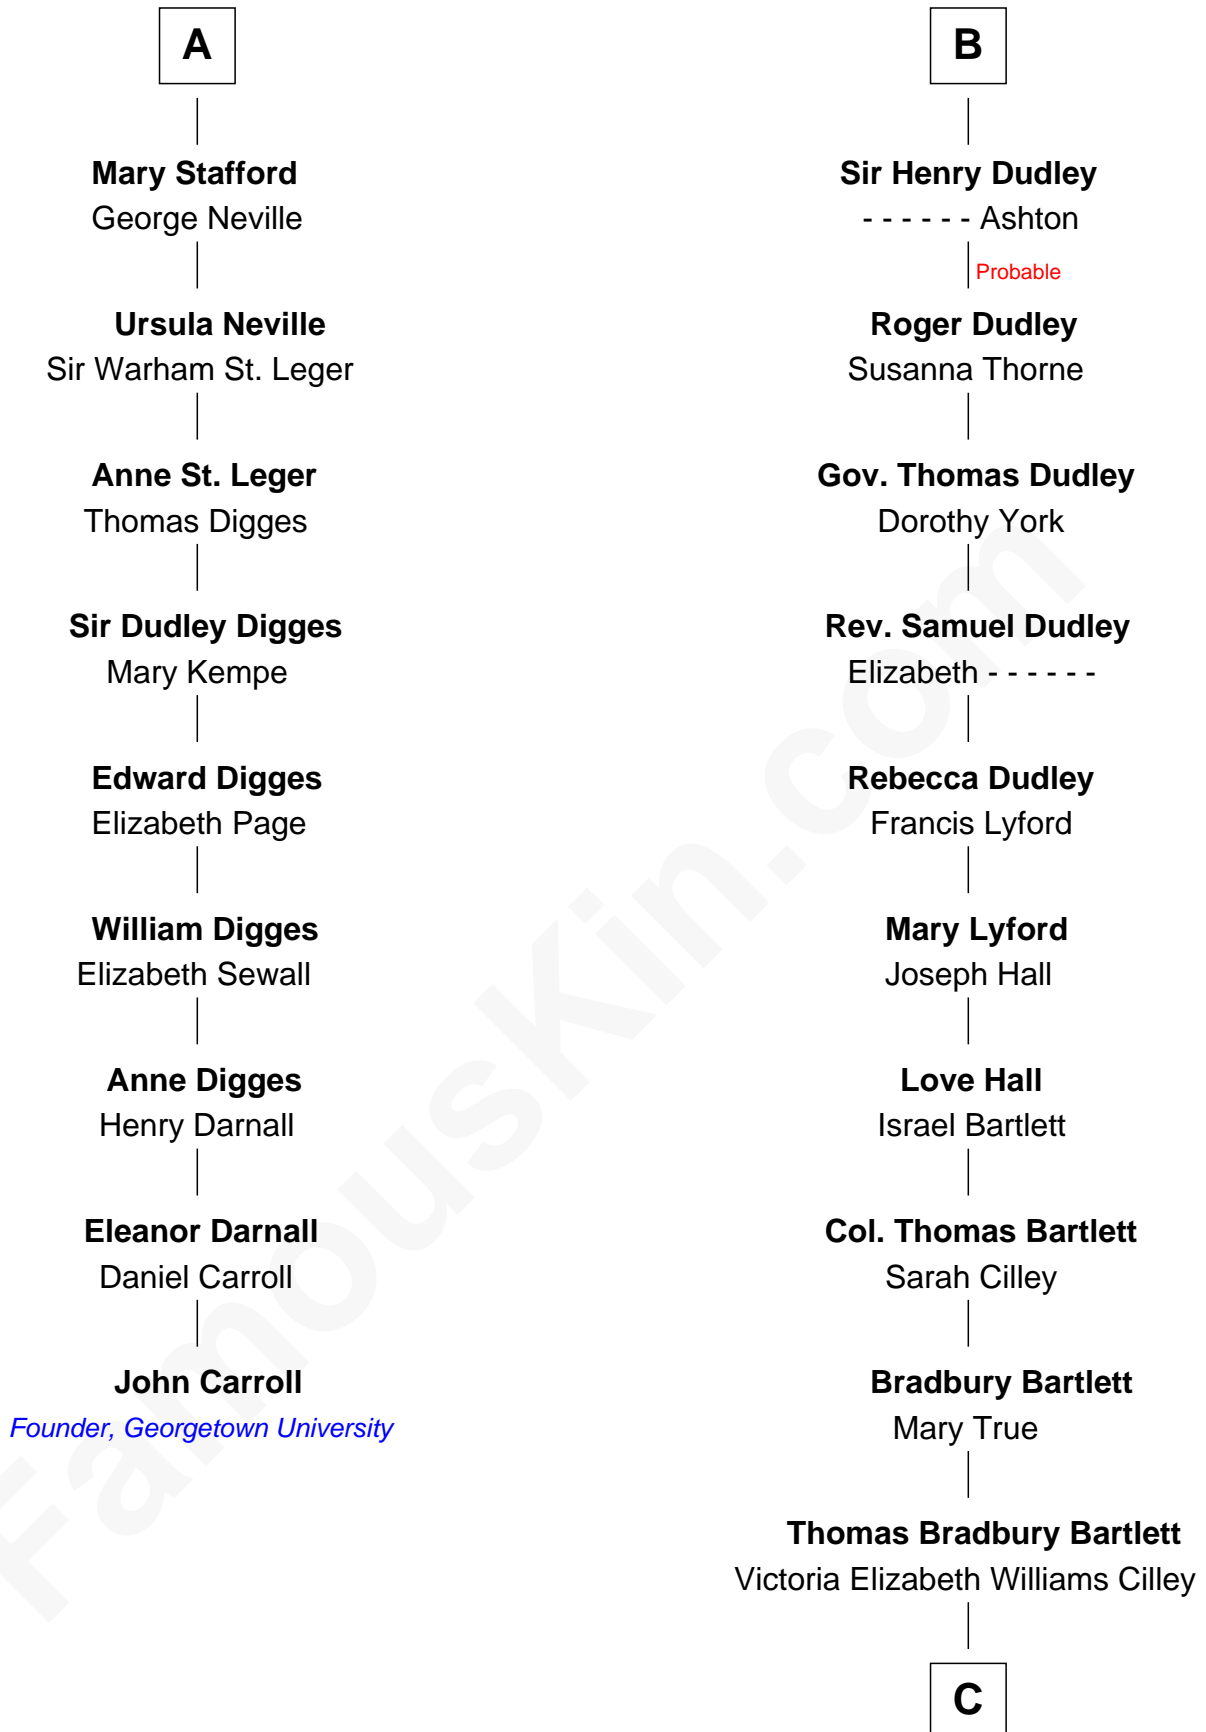 A
Mary Stafford
George Neville
Ursula Neville
Sir Warham St. Leger
Anne St. Leger
Thomas Digges
Sir Dudley Digges
Mary Kempe
Edward Digges
Elizabeth Page
William Digges
Elizabeth Sewall
Anne Digges
Henry Darnall
Eleanor Darnall
Daniel Carroll
John Carroll
Founder, Georgetown University
B
Sir Henry Dudley
- - - - - - Ashton
Probable
Roger Dudley
Susanna Thorne
Gov. Thomas Dudley
Dorothy York
Rev. Samuel Dudley
Elizabeth - - - - - -
Rebecca Dudley
Francis Lyford
Mary Lyford
Joseph Hall
Love Hall
Israel Bartlett
Col. Thomas Bartlett
Sarah Cilley
Bradbury Bartlett
Mary True
Thomas Bradbury Bartlett
Victoria Elizabeth Williams Cilley
C
FamousKin.com